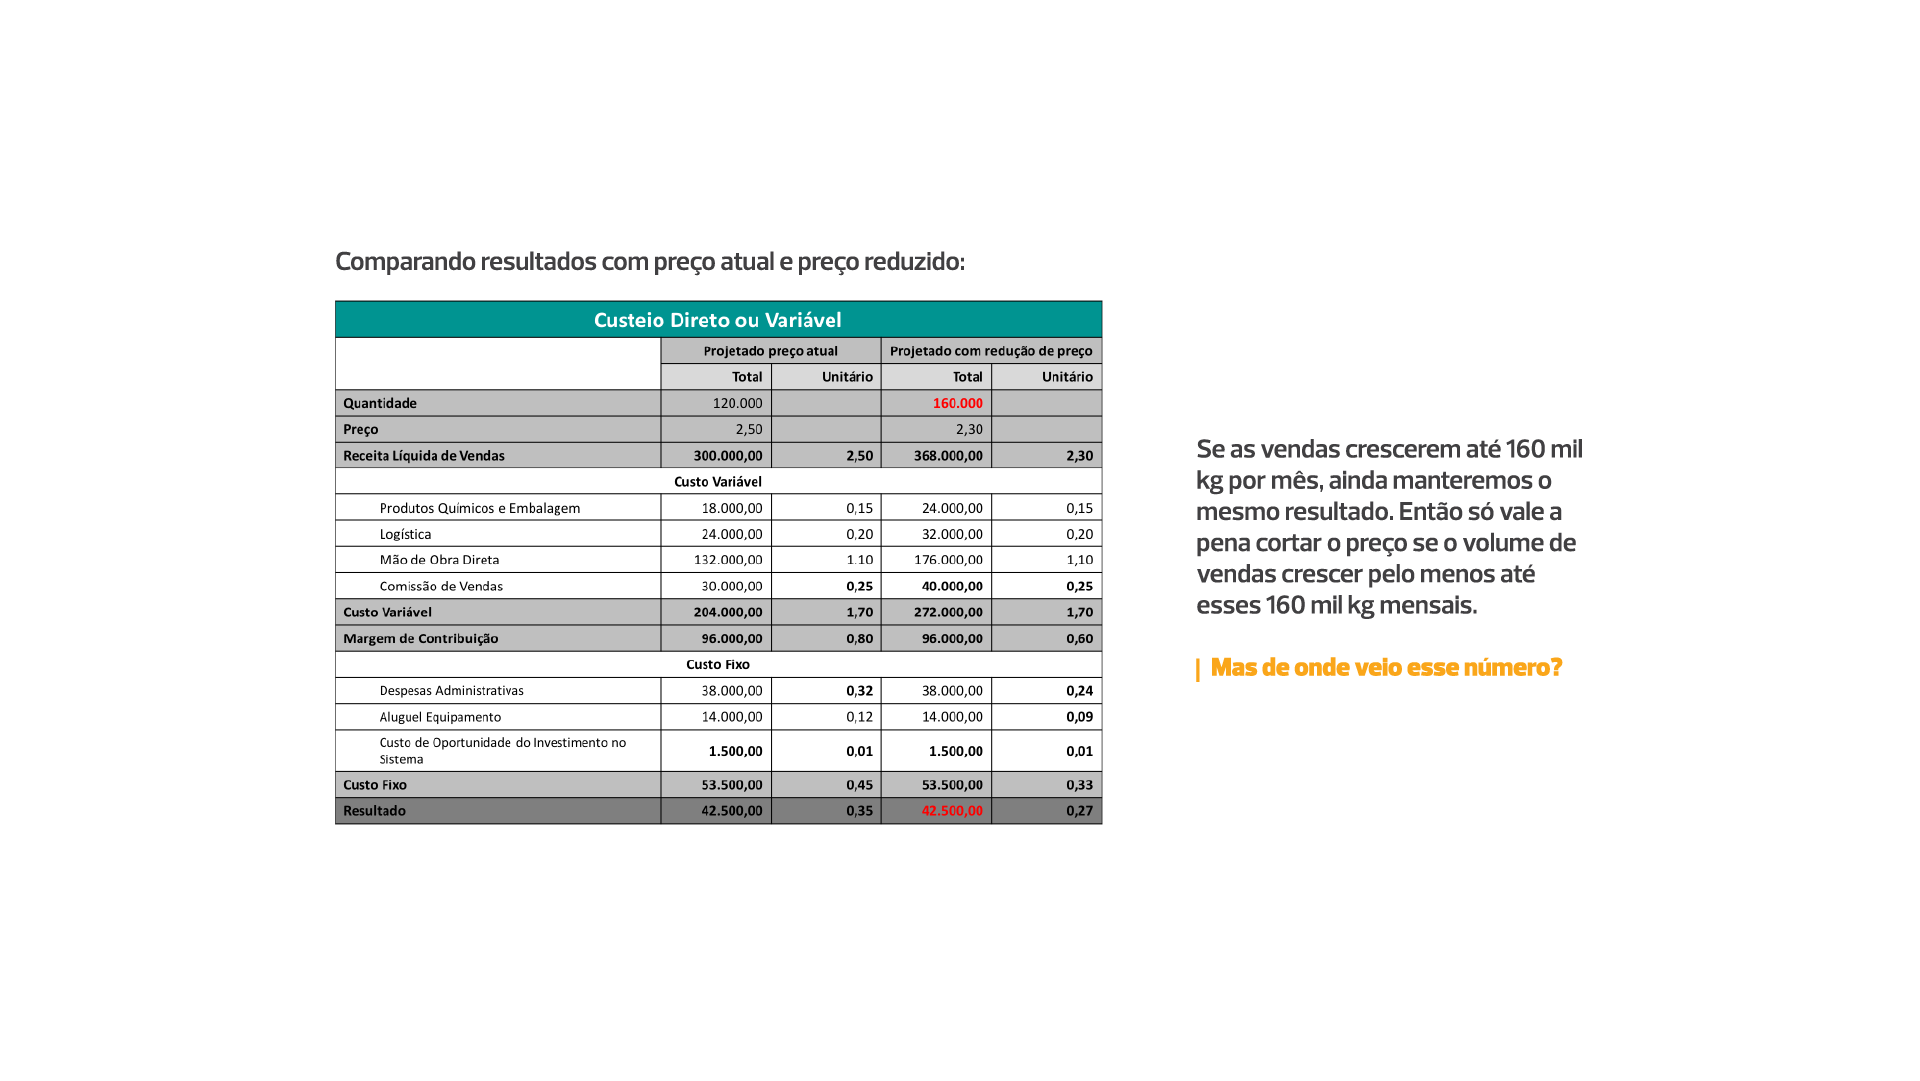 Comparando resultados com preço atual e preço reduzido:
Custeio Direto ou Variável
Projetado preço atual Projetado com redução de preço
Total Unitário Total Unitário
Quantidade 120.000 160.000
Preço 2,50 2,30
Receita Líquida de Vendas 300.000,00 2,50 368.000,00 2,30
Custo Variável
Produtos Químicos e Embalagem 18.000,00 0,15 24.000,00 0,15
Logística 24.000,00 0,20 32.000,00 0,20
Mão de Obra Direta 132.000,00 1.10 176.000,00 1,10
Comissão de Vendas 30.000,00 0,25 40.000,00 0,25
Custo Variável 204.000,00 1,70 272.000,00 1,70
Margem de Contribuição 96.000,00 0,80 96.000,00 0,60
Custo Fixo
Despesas Administrativas 38.000,00 0,32 38.000,00 0,24
Aluguel Equipamento 14.000,00 0,12 14.000,00 0,09
Custo de Oportunidade do Investimento no
Sistema 1.500,00 0,01 1.500,00 0,01
Custo Fixo 53.500,00 0,45 53.500,00 0,33
Resultado 42.500,00 0,35 42.500,00 0,27
Se as vendas crescerem até 160 mil
kg por mês, ainda manteremos o
mesmo resultado. Então só vale a
pena cortar o preço se o volume de
vendas crescer pelo menos até
esses 160 mil kg mensais.
Mas de onde veio esse número?